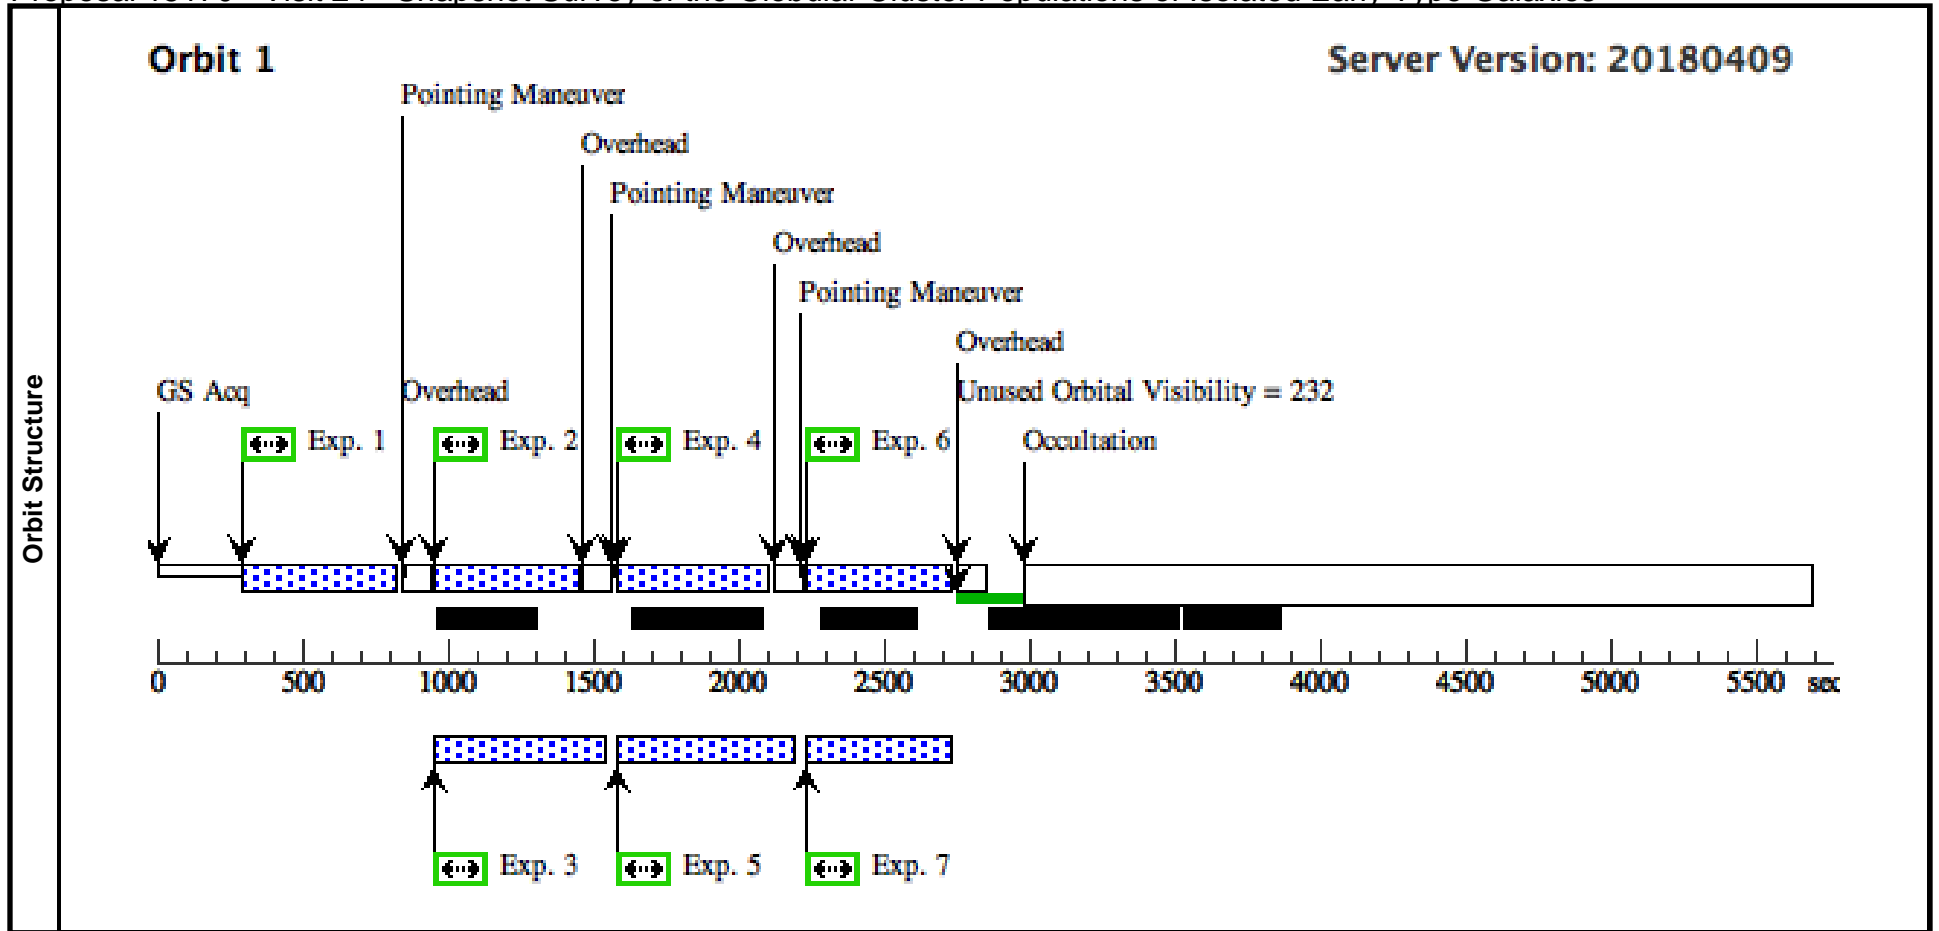 Orbit 1
Server Version: 20180409
Pointing Maneuver
Overhead
Pointing Maneuver
Overhead
Pointing Maneuver
Overhead
GS Acq
Overhead
Unused Orbital Visibility = 232
Exp. 1
Exp. 2
Exp. 4
Exp. 6
Occultation
Orbit Structure
0 500 1000 1500 2000 2500 3000 3500 4000 4500 5000 5500 sec
Exp. 3
Exp. 5
Exp. 7